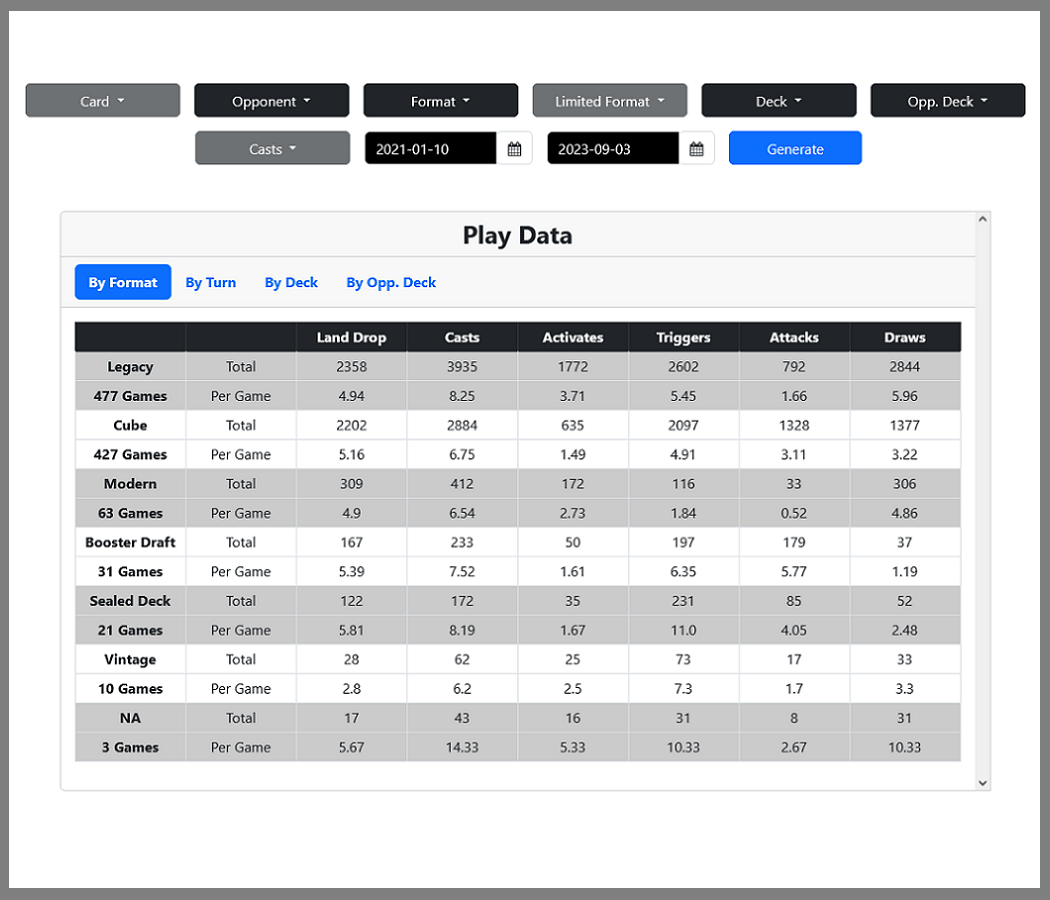 Card Opponent Format Limited Format Deck Opp. Deck
Casts 2021-01-10 2023-09-03 Generate
Play Data
By Format By Turn By Deck By Opp. Deck
Land Drop Casts Activates Triggers Attacks Draws
Legacy Total 2358 3935 1772 2602 792 2844
477 Games Per Game 4.94 8.25 3.71 5.45 1.66 5.96
Cube Total 2202 2884 635 2097 1328 1377
427 Games Per Game 5.16 6.75 1.49 4.91 3.11 3.22
Modern Total 309 412 172 116 33 306
63 Games Per Game 4.9 6.54 2.73 1.84 0.52 4.86
Booster Draft Total 167 233 50 197 179 37
31 Games Per Game 5.39 7.52 1.61 6.35 5.77 1.19
Sealed Deck Total 122 172 35 231 85 52
21 Games Per Game 5.81 8.19 1.67 11.0 4.05 2.48
Vintage Total 28 62 25 73 17 33
10 Games Per Game 2.8 6.2 2.5 7.3 1.7 3.3
NA Total 17 43 16 31 8 31
3 Games Per Game 5.67 14.33 5.33 10.33 2.67 10.33